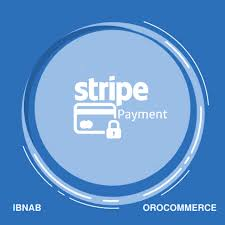 stripe
Payment
IBNAB OROCOMMERCE